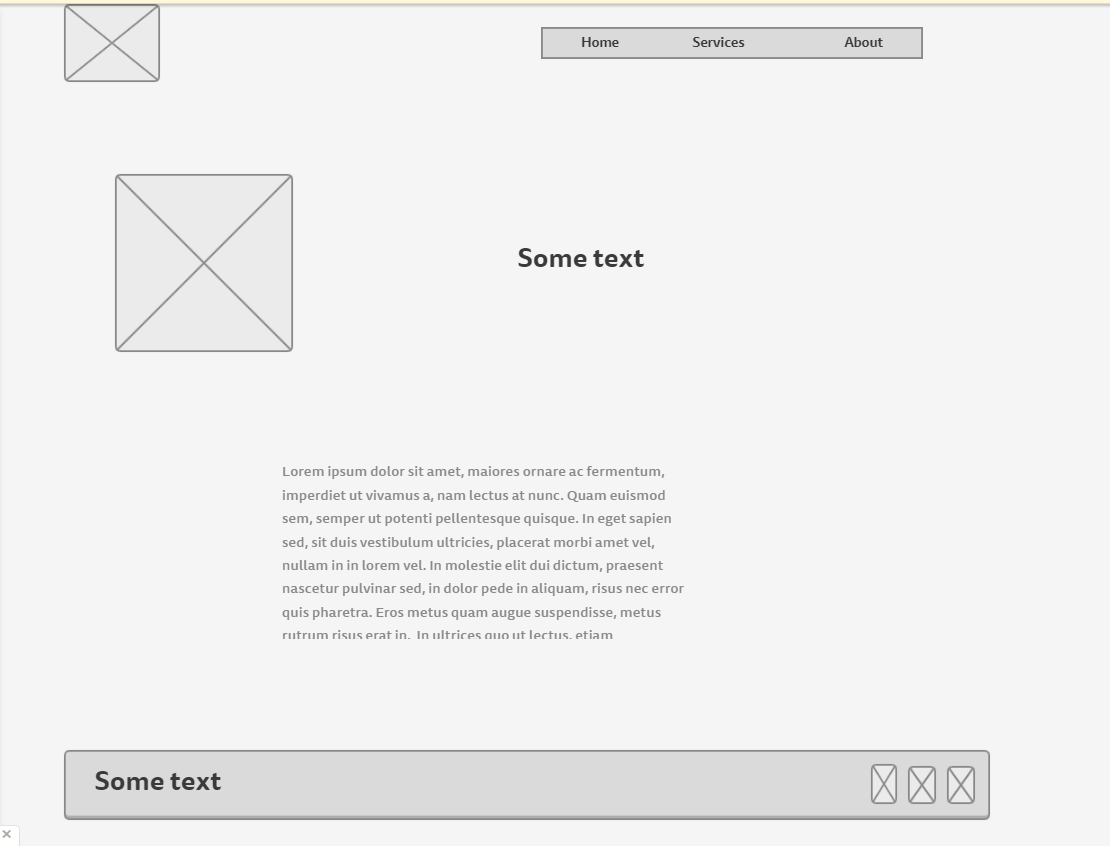 Home Services About
Some text
Lorem ipsum dolor sit amet, maiores ornare ac fermentum,
imperdiet ut vivamus a, nam lectus at nunc. Quam euismod
sem, semper ut potenti pellentesque quisque. In eget sapien
sed, sit duis vestibulum ultricies, placerat morbi amet vel,
nullam in in lorem vel. In molestie elit dui dictum, praesent
nascetur pulvinar sed, in dolor pede in aliquam, risus nec error
quis pharetra. Eros metus quam augue suspendisse, metus
rutrum risus erat in. In ultrices quo ut lectus, etiam
Some text